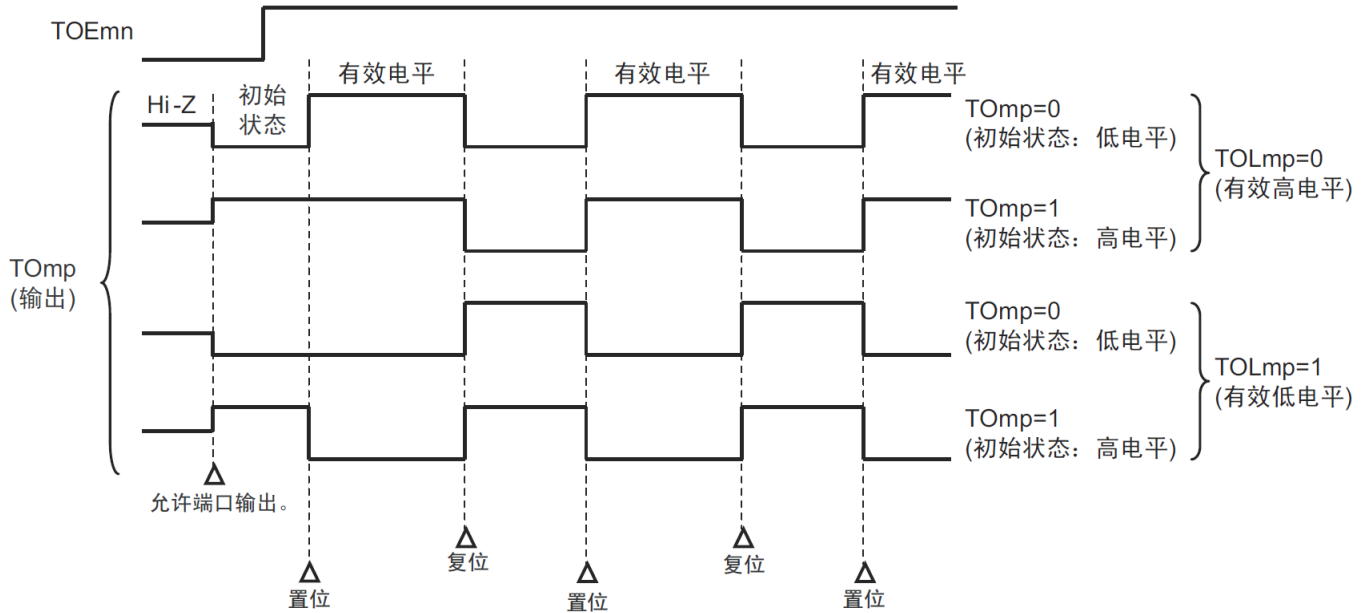 TOEmn
有效电平
有效电平
有效电平
Hi-Z
初始
状态
TOmp=0
(初始状态：低电平)
TOLmp=0
(有效高电平)
TOmp=1
(初始状态：高电平)
TOmp
(输出)
TOmp=0
(初始状态：低电平)
TOLmp=1
(有效低电平)
TOmp=1
(初始状态：高电平)
允许端口输出。
复位
复位
置位
置位
置位